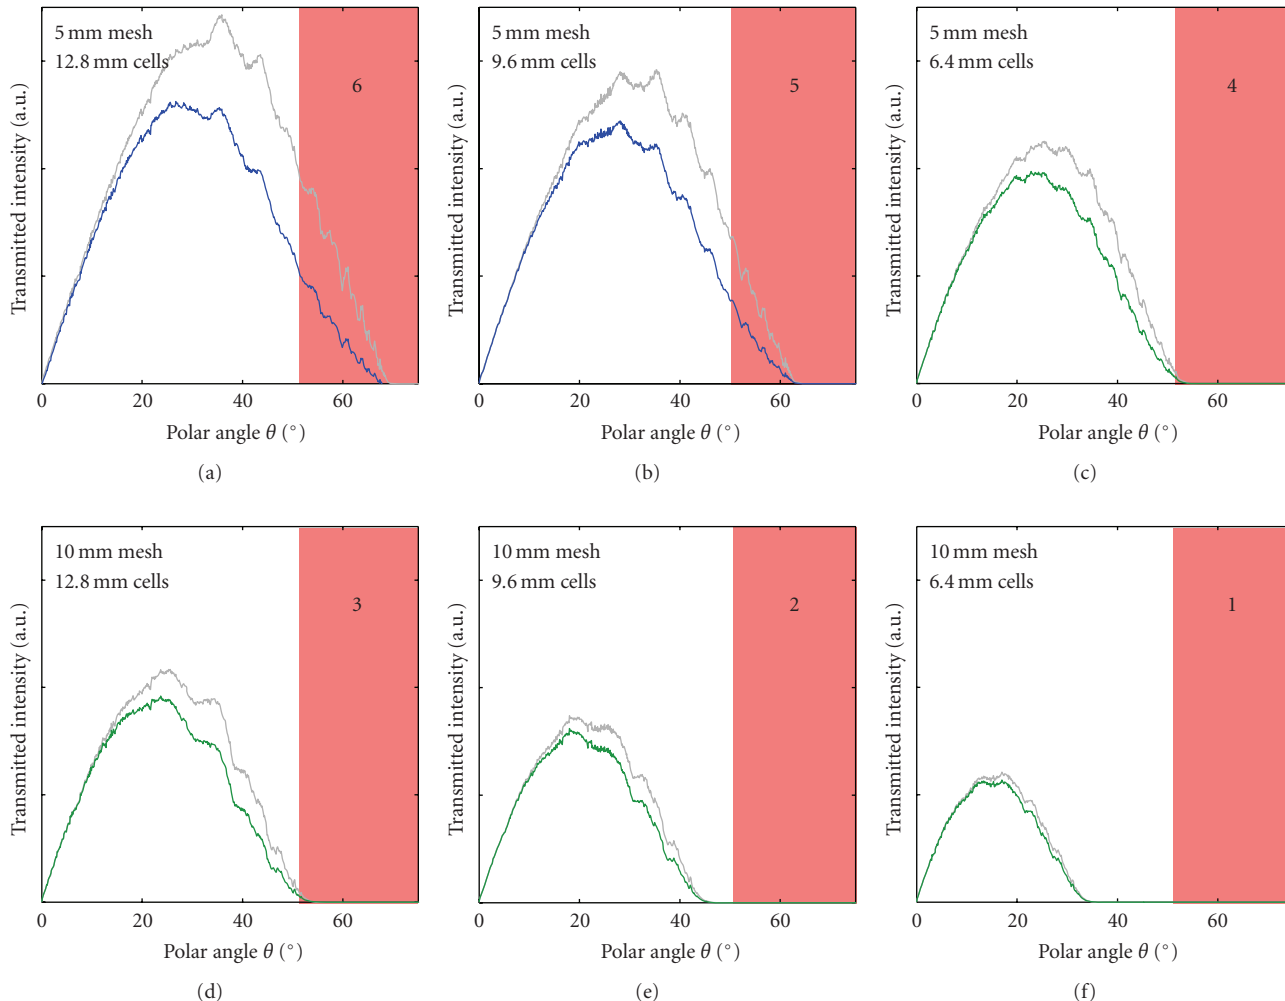 5 mm mesh
12.8 mm cells
6
Transmitted intensity (a.u.)
0 20 40 60
Polar angle θ (°)
(a)
5 mm mesh
9.6 mm cells
5
Transmitted intensity (a.u.)
0 20 40 60
Polar angle θ (°)
(b)
5 mm mesh
6.4 mm cells
4
Transmitted intensity (a.u.)
0 20 40 60
Polar angle θ (°)
(c)
10 mm mesh
12.8 mm cells
3
Transmitted intensity (a.u.)
0 20 40 60
Polar angle θ (°)
(d)
10 mm mesh
9.6 mm cells
2
Transmitted intensity (a.u.)
0 20 40 60
Polar angle θ (°)
(e)
10 mm mesh
6.4 mm cells
1
Transmitted intensity (a.u.)
0 20 40 60
Polar angle θ (°)
(f)